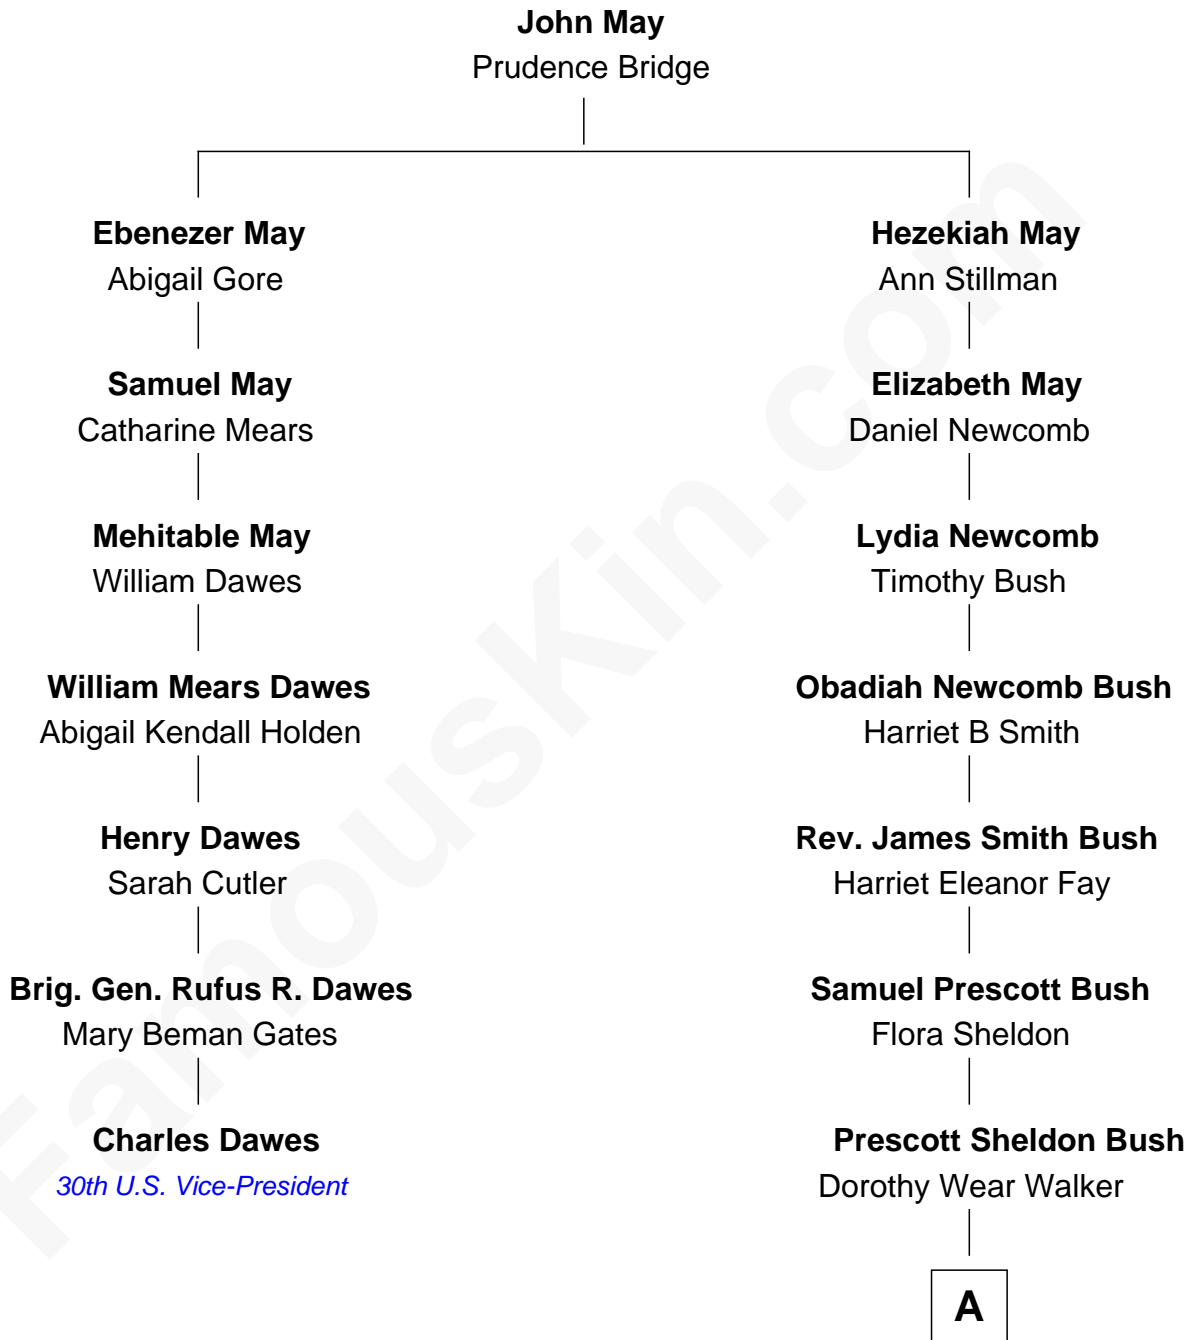 John May
Prudence Bridge
Ebenezer May
Abigail Gore
Hezekiah May
Ann Stillman
Samuel May
Catharine Mears
Elizabeth May
Daniel Newcomb
Mehitable May
William Dawes
Lydia Newcomb
Timothy Bush
William Mears Dawes
Abigail Kendall Holden
Obadiah Newcomb Bush
Harriet B Smith
Henry Dawes
Sarah Cutler
Rev. James Smith Bush
Harriet Eleanor Fay
Brig. Gen. Rufus R. Dawes
Mary Beman Gates
Samuel Prescott Bush
Flora Sheldon
Charles Dawes
30th U.S. Vice-President
Prescott Sheldon Bush
Dorothy Wear Walker
A
FamousKin.com